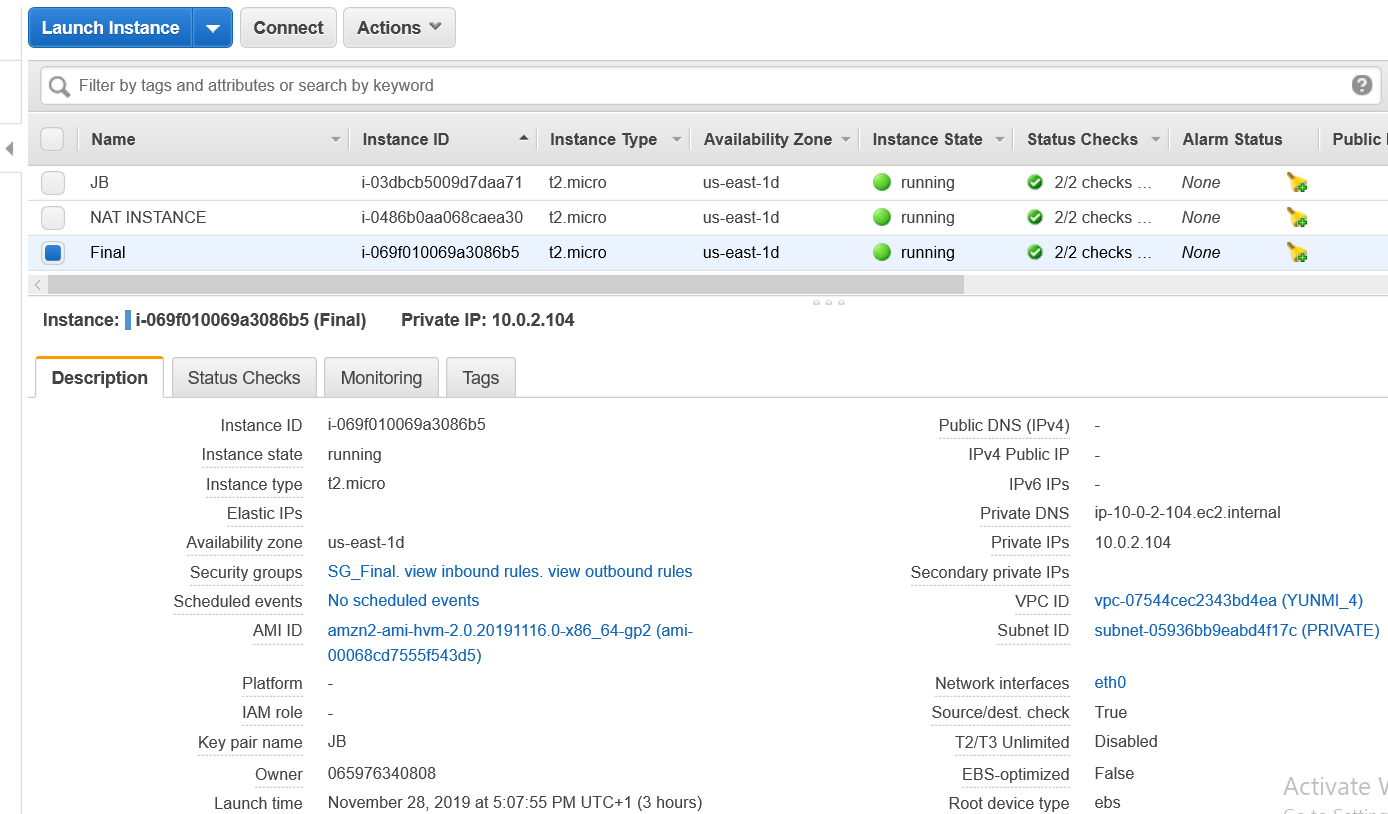 Launch Instance Connect Actions
Filter by tags and attributes or search by keyword
Name Instance ID Instance Type Availability Zone Instance State Status Checks Alarm Status Public
JB i-03dbcb5009d7daa71 t2.micro us-east-1d running 2/2 checks ... None
NAT INSTANCE i-0486b0aa068caea30 t2.micro us-east-1d running 2/2 checks ... None
Final i-069f010069a3086b5 t2.micro us-east-1d running 2/2 checks ... None
Instance: i-069f010069a3086b5 (Final) Private IP: 10.0.2.104
Description Status Checks Monitoring Tags
Instance ID i-069f010069a3086b5 Public DNS (IPv4) -
Instance state running IPv4 Public IP -
Instance type t2.micro IPv6 IPs -
Elastic IPs Private DNS ip-10-0-2-104.ec2.internal
Availability zone us-east-1d Private IPs 10.0.2.104
Security groups SG_Final. view inbound rules. view outbound rules Secondary private IPs
Scheduled events No scheduled events VPC ID vpc-07544cec2343bd4ea (YUNMI_4)
AMI ID amzn2-ami-hvm-2.0.20191116.0-x86_64-gp2 (ami- Subnet ID subnet-05936bb9eabd4f17c (PRIVATE)
00068cd7555f543d5)
Platform - Network interfaces eth0
IAM role - Source/dest. check True
Key pair name JB T2/T3 Unlimited Disabled
Owner 065976340808 EBS-optimized False
Launch time November 28, 2019 at 5:07:55 PM UTC+1 (3 hours) Root device type ebs
Activate